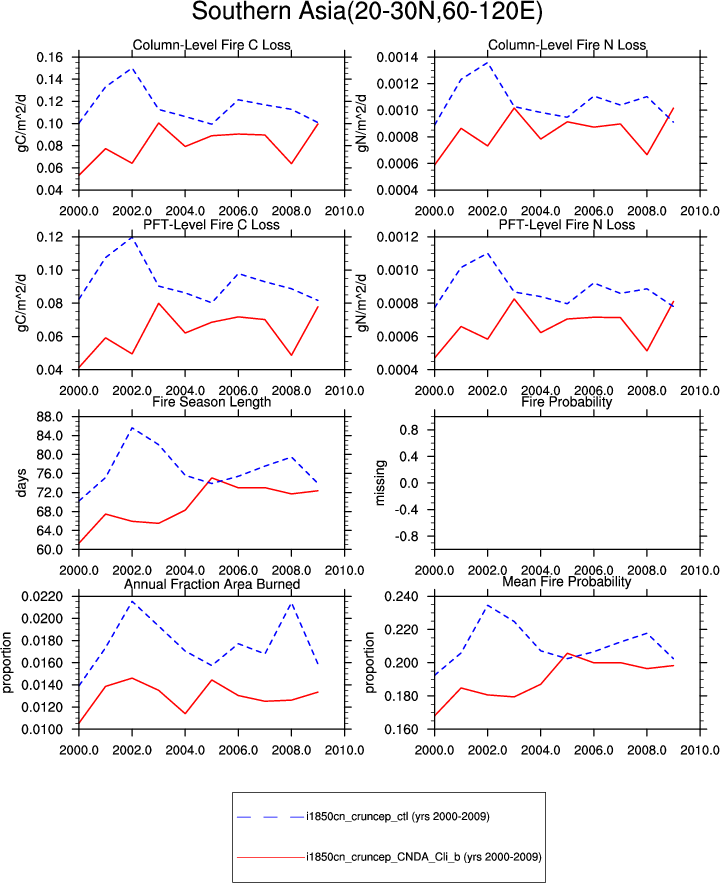 Southern Asia(20-30N,60-120E)
Column-Level Fire C Loss
0.16
0.14
0.12
0.10
0.08
0.06
0.04
gC/m^2/d
2000.0 2002.0 2004.0 2006.0 2008.0 2010.0
Column-Level Fire N Loss
0.0014
0.0012
0.0010
0.0008
0.0006
0.0004
gN/m^2/d
2000.0 2002.0 2004.0 2006.0 2008.0 2010.0
PFT-Level Fire C Loss
0.12
0.10
0.08
0.06
0.04
gC/m^2/d
2000.0 2002.0 2004.0 2006.0 2008.0 2010.0
PFT-Level Fire N Loss
0.0012
0.0010
0.0008
0.0006
0.0004
gN/m^2/d
2000.0 2002.0 2004.0 2006.0 2008.0 2010.0
Fire Season Length
88.0
84.0
80.0
76.0
72.0
68.0
64.0
60.0
days
2000.0 2002.0 2004.0 2006.0 2008.0 2010.0
Fire Probability
0.8
0.4
0.0
-0.4
-0.8
missing
2000.0 2002.0 2004.0 2006.0 2008.0 2010.0
Annual Fraction Area Burned
0.0220
0.0200
0.0180
0.0160
0.0140
0.0120
0.0100
proportion
2000.0 2002.0 2004.0 2006.0 2008.0 2010.0
Mean Fire Probability
0.240
0.220
0.200
0.180
0.160
proportion
2000.0 2002.0 2004.0 2006.0 2008.0 2010.0
i1850cn_cruncep_ctl (yrs 2000-2009)
i1850cn_cruncep_CNDA_Cli_b (yrs 2000-2009)